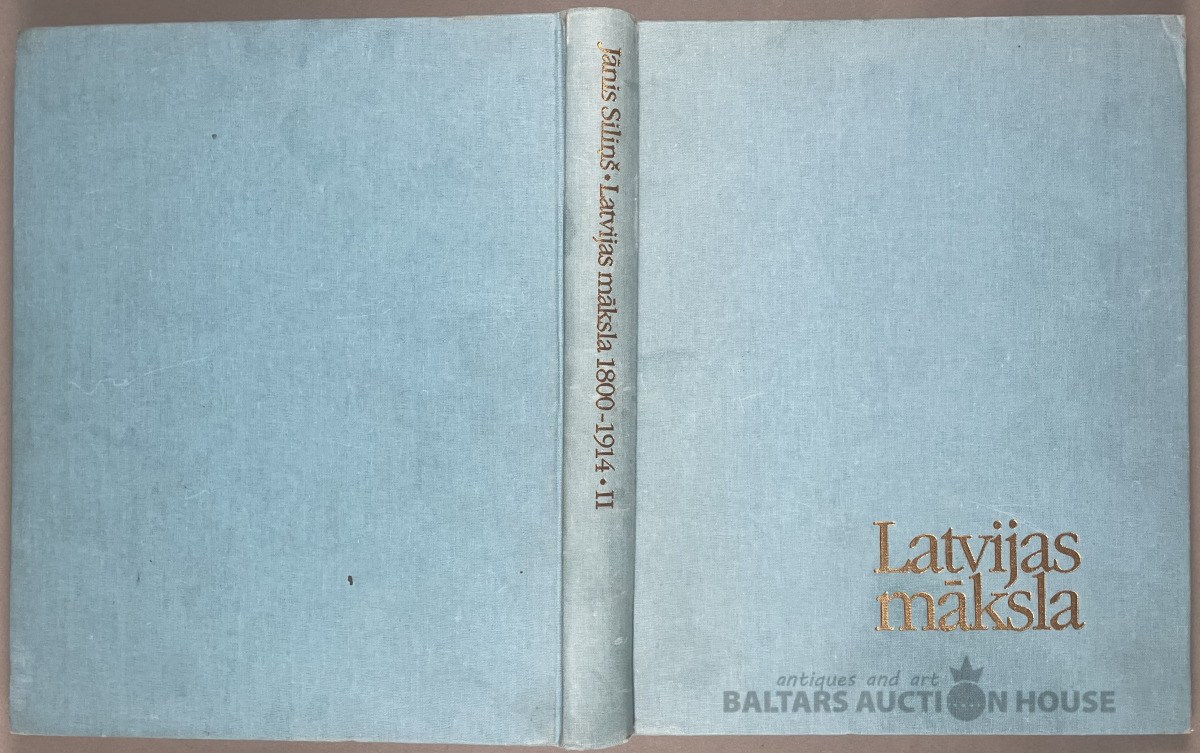 Jānis Siliņš • Latvijas māksla 1800-1914 • II
Latvijas
māksla
antiques and art
BALTARS AUCTION HOUSE